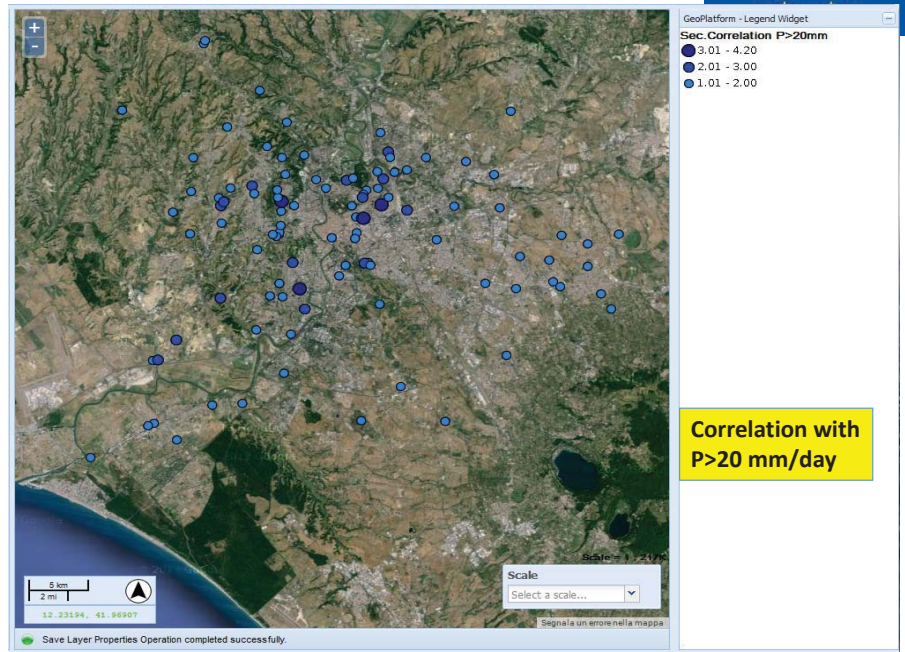 +
-
GeoPlatform - Legend Widget
Sec.Correlation P>20mm
3.01 - 4.20
2.01 - 3.00
1.01 - 2.00
Correlation with
P>20 mm/day
5 km
2 mi
12.23194, 41.96907
Scale
Select a scale...
Segnala un errore nella mappa
Save Layer Properties Operation completed successfully.